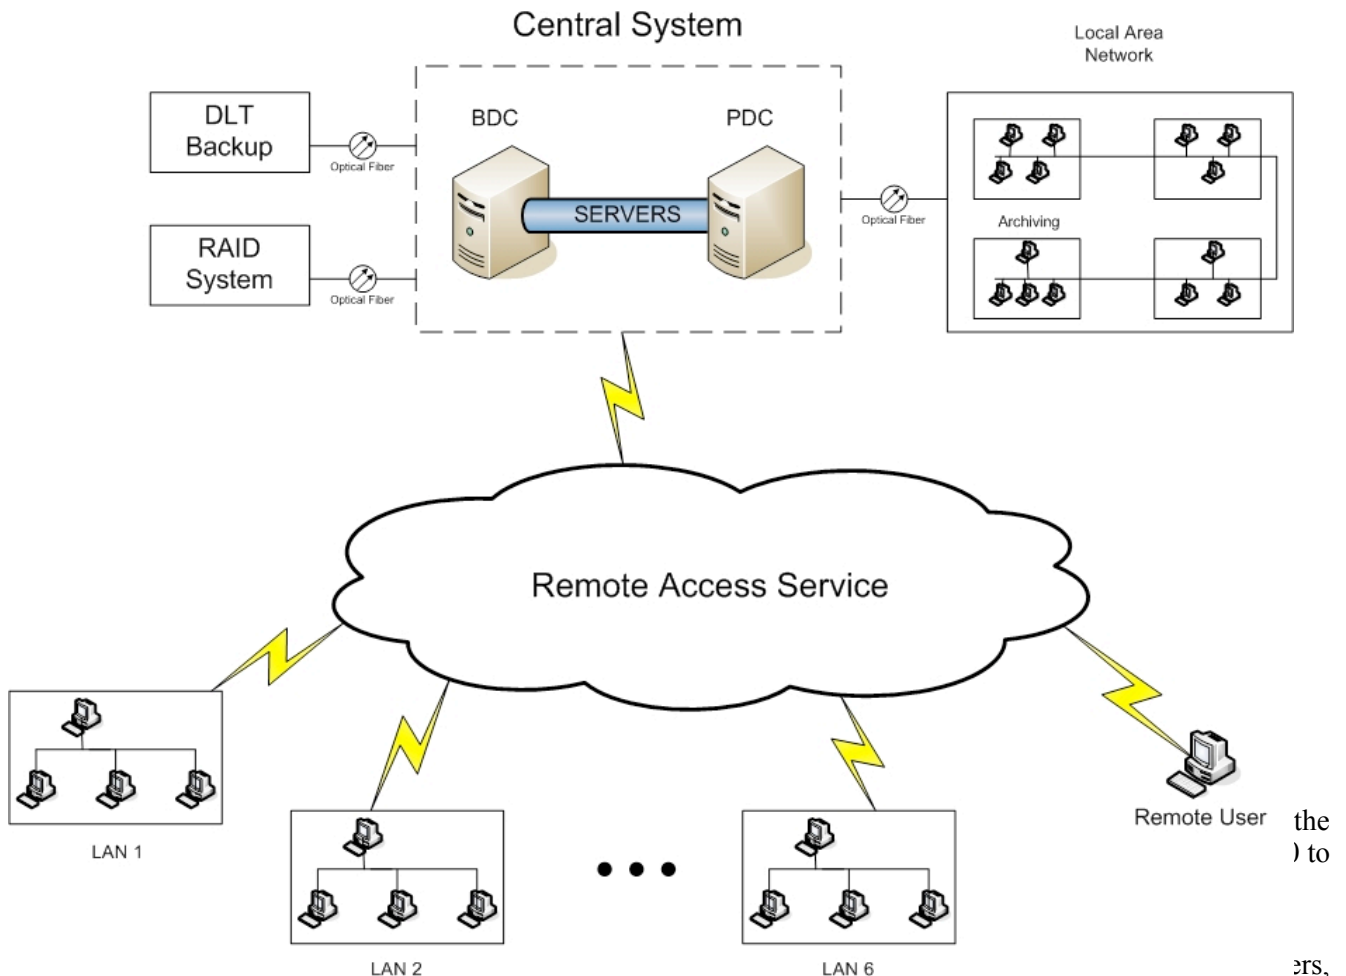 Central System
Local Area
Network
DLT
Backup
Optical Fiber
BDC
PDC
SERVERS
Optical Fiber
Archiving
RAID
System
Optical Fiber
Remote Access Service
Remote User
the
to
LAN 1
LAN 2
LAN 6